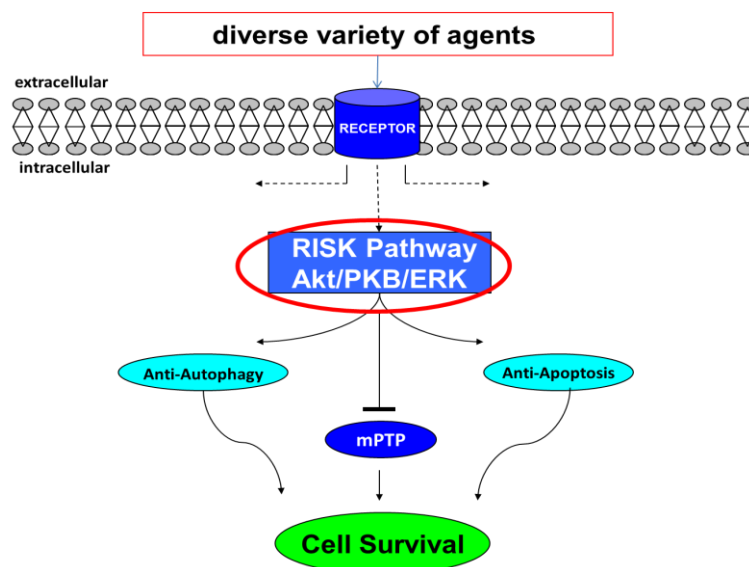 diverse variety of agents
extracellular
RECEPTOR
intracellular
RISK Pathway
Akt/PKB/ERK
Anti-Autophagy
Anti-Apoptosis
mPTP
Cell Survival